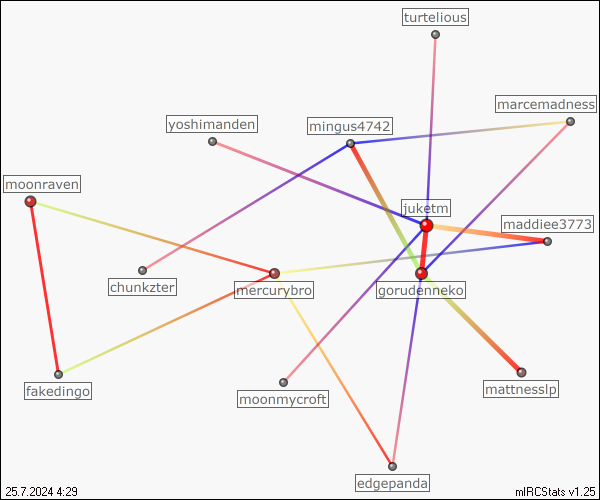 turtelious
marcemadness
yoshimanden
mingus4742
moonraven
juketm
maddiee3773
chunkzter
mercurybro
gorudenneko
fakedingo
moonmycroft
mattnesslp
edgepanda
25.7.2024 4:29
mIRCStats v1.25